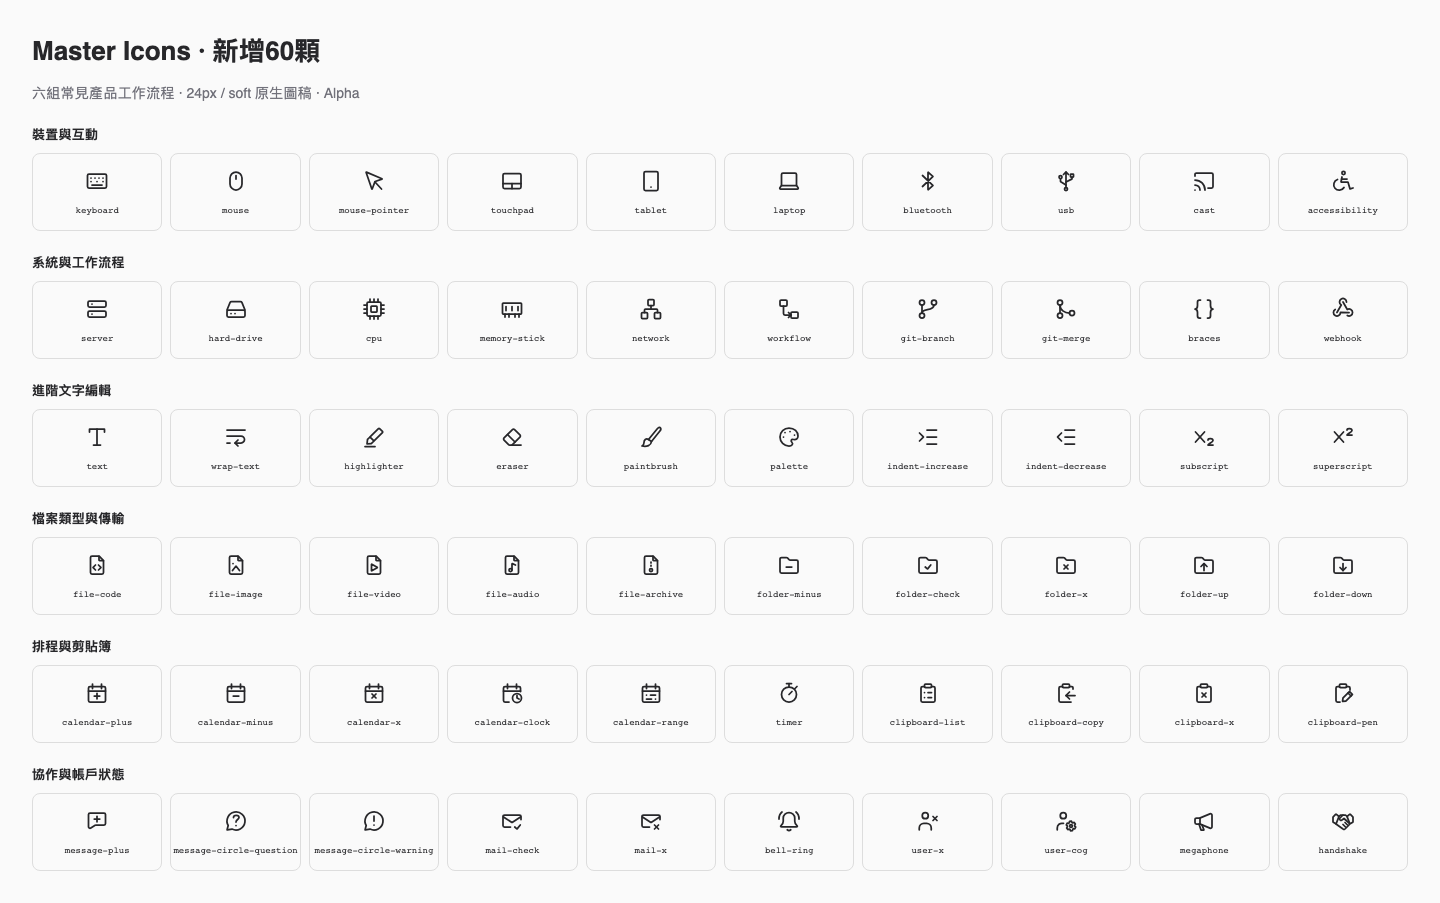 Master Icons · 新增60顆
六組常見產品工作流程 · 24px / soft 原生圖稿 · Alpha
裝置與互動
keyboard mouse mouse-pointer touchpad tablet laptop bluetooth usb cast accessibility
系統與工作流程
server hard-drive cpu memory-stick network workflow git-branch git-merge braces webhook
進階文字編輯
text wrap-text highlighter eraser paintbrush palette indent-increase indent-decrease subscript superscript
檔案類型與傳輸
file-code file-image file-video file-audio file-archive folder-minus folder-check folder-x folder-up folder-down
排程與剪貼簿
calendar-plus calendar-minus calendar-x calendar-clock calendar-range timer clipboard-list clipboard-copy clipboard-x clipboard-pen
協作與帳戶狀態
message-plus message-circle-question message-circle-warning mail-check mail-x bell-ring user-x user-cog megaphone handshake